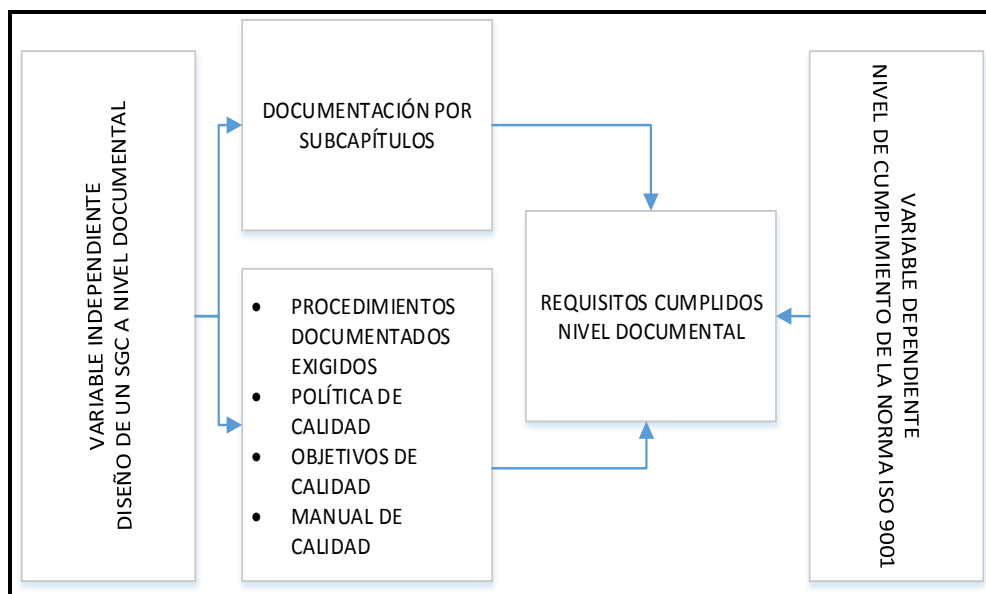 VARIABLE INDEPENDIENTE
DISEÑO DE UN SGC A NIVEL DOCUMENTAL
DOCUMENTACIÓN POR
SUBCAPÍTULOS
• PROCEDIMIENTOS
DOCUMENTADOS
EXIGIDOS
• POLÍTICA DE
CALIDAD
• OBJETIVOS DE
CALIDAD
• MANUAL DE
CALIDAD
REQUISITOS CUMPLIDOS
NIVEL DOCUMENTAL
VARIABLE DEPENDIENTE
NIVEL DE CUMPLIMIENTO DE LA NORMA ISO 9001